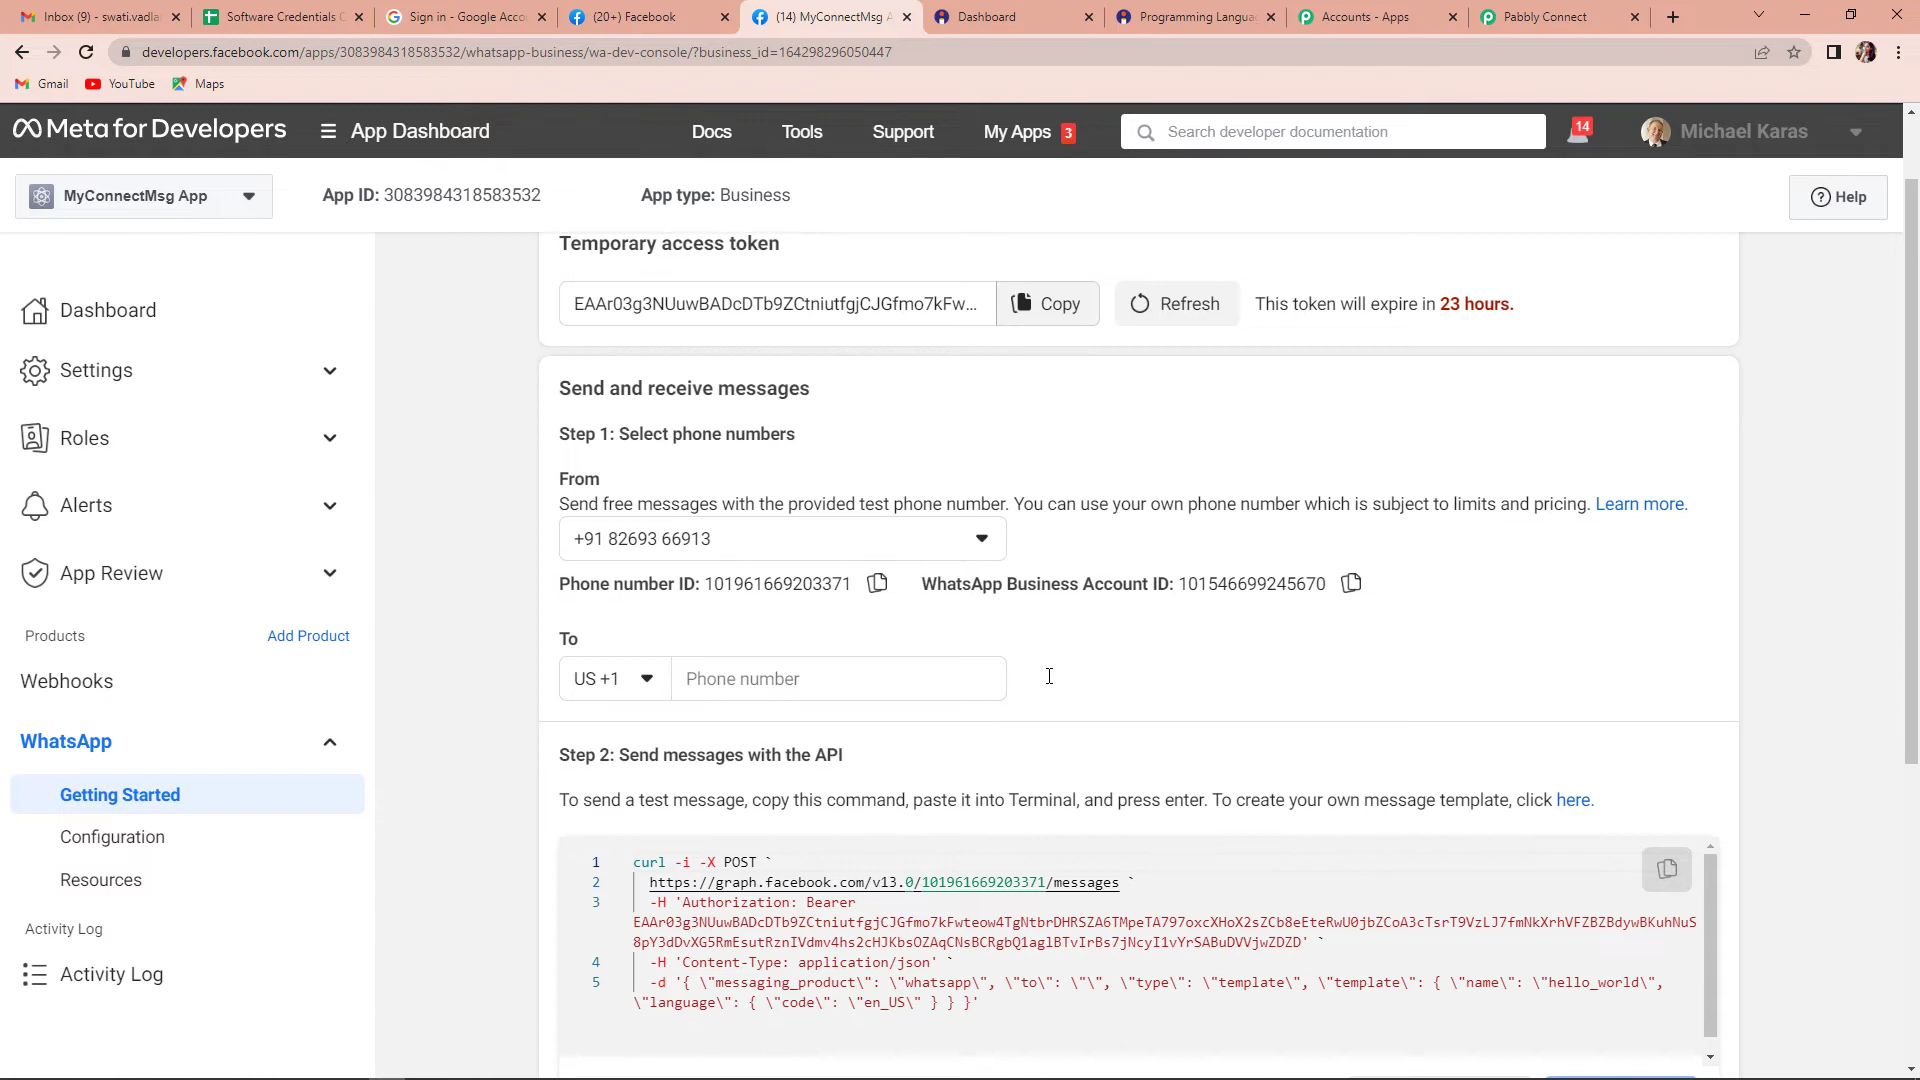 Inbox (9) - swati.vadlar
Software Credentials C
Sign in - Google Acco
(20+) Facebook
(14) MyConnectMsg A
Dashboard
Programming Langua
Accounts - Apps
Pabbly Connect
developers.facebook.com/apps/3083984318583532/whatsapp-business/wa-dev-console/?business_id=164298296050447
Gmail
YouTube
Maps
Meta for Developers
App Dashboard
Docs
Tools
Support
My Apps 3
Search developer documentation
14
Michael Karas
MyConnectMsg App
App ID: 3083984318583532
App type: Business
Help
Dashboard
Settings
Roles
Alerts
App Review
Products
Add Product
Webhooks
WhatsApp
Getting Started
Configuration
Resources
Activity Log
Activity Log
Temporary access token
EAAr03g3NUuwBADcDTb9ZCtniutfgjCJGfmo7kFw...
Copy
Refresh
This token will expire in 23 hours.
Send and receive messages
Step 1: Select phone numbers
From
Send free messages with the provided test phone number. You can use your own phone number which is subject to limits and pricing. Learn more.
+91 82693 66913
Phone number ID: 101961669203371
WhatsApp Business Account ID: 101546699245670
To
US +1
Phone number
Step 2: Send messages with the API
To send a test message, copy this command, paste it into Terminal, and press enter. To create your own message template, click here.
1 curl -i -X POST `
2 https://graph.facebook.com/v13.0/101961669203371/messages `
3 -H 'Authorization: Bearer
EAAr03g3NUuwBADcDTb9ZCtniutfgjCJGfmo7kFwteow4TgNtbrDHRSZA6TMpeTA797oxcXHoX2sZCb8eEteRwU0jbZCoA3cTsrT9VzLJ7fmNkXrhVFZBZBdywBKuhNuS
8pY3dDvXG5RmEsutRznIVdmv4hs2cHJKbsOZAqCNsBCRgbQ1aglBTvIrBs7jNcyI1vYrSABuDVVjwZDZD' `
4 -H 'Content-Type: application/json' `
5 -d '{ \"messaging_product\": \"whatsapp\", \"to\": \"\", \"type\": \"template\", \"template\": { \"name\": \"hello_world\",
\"language\": { \"code\": \"en_US\" } } }'